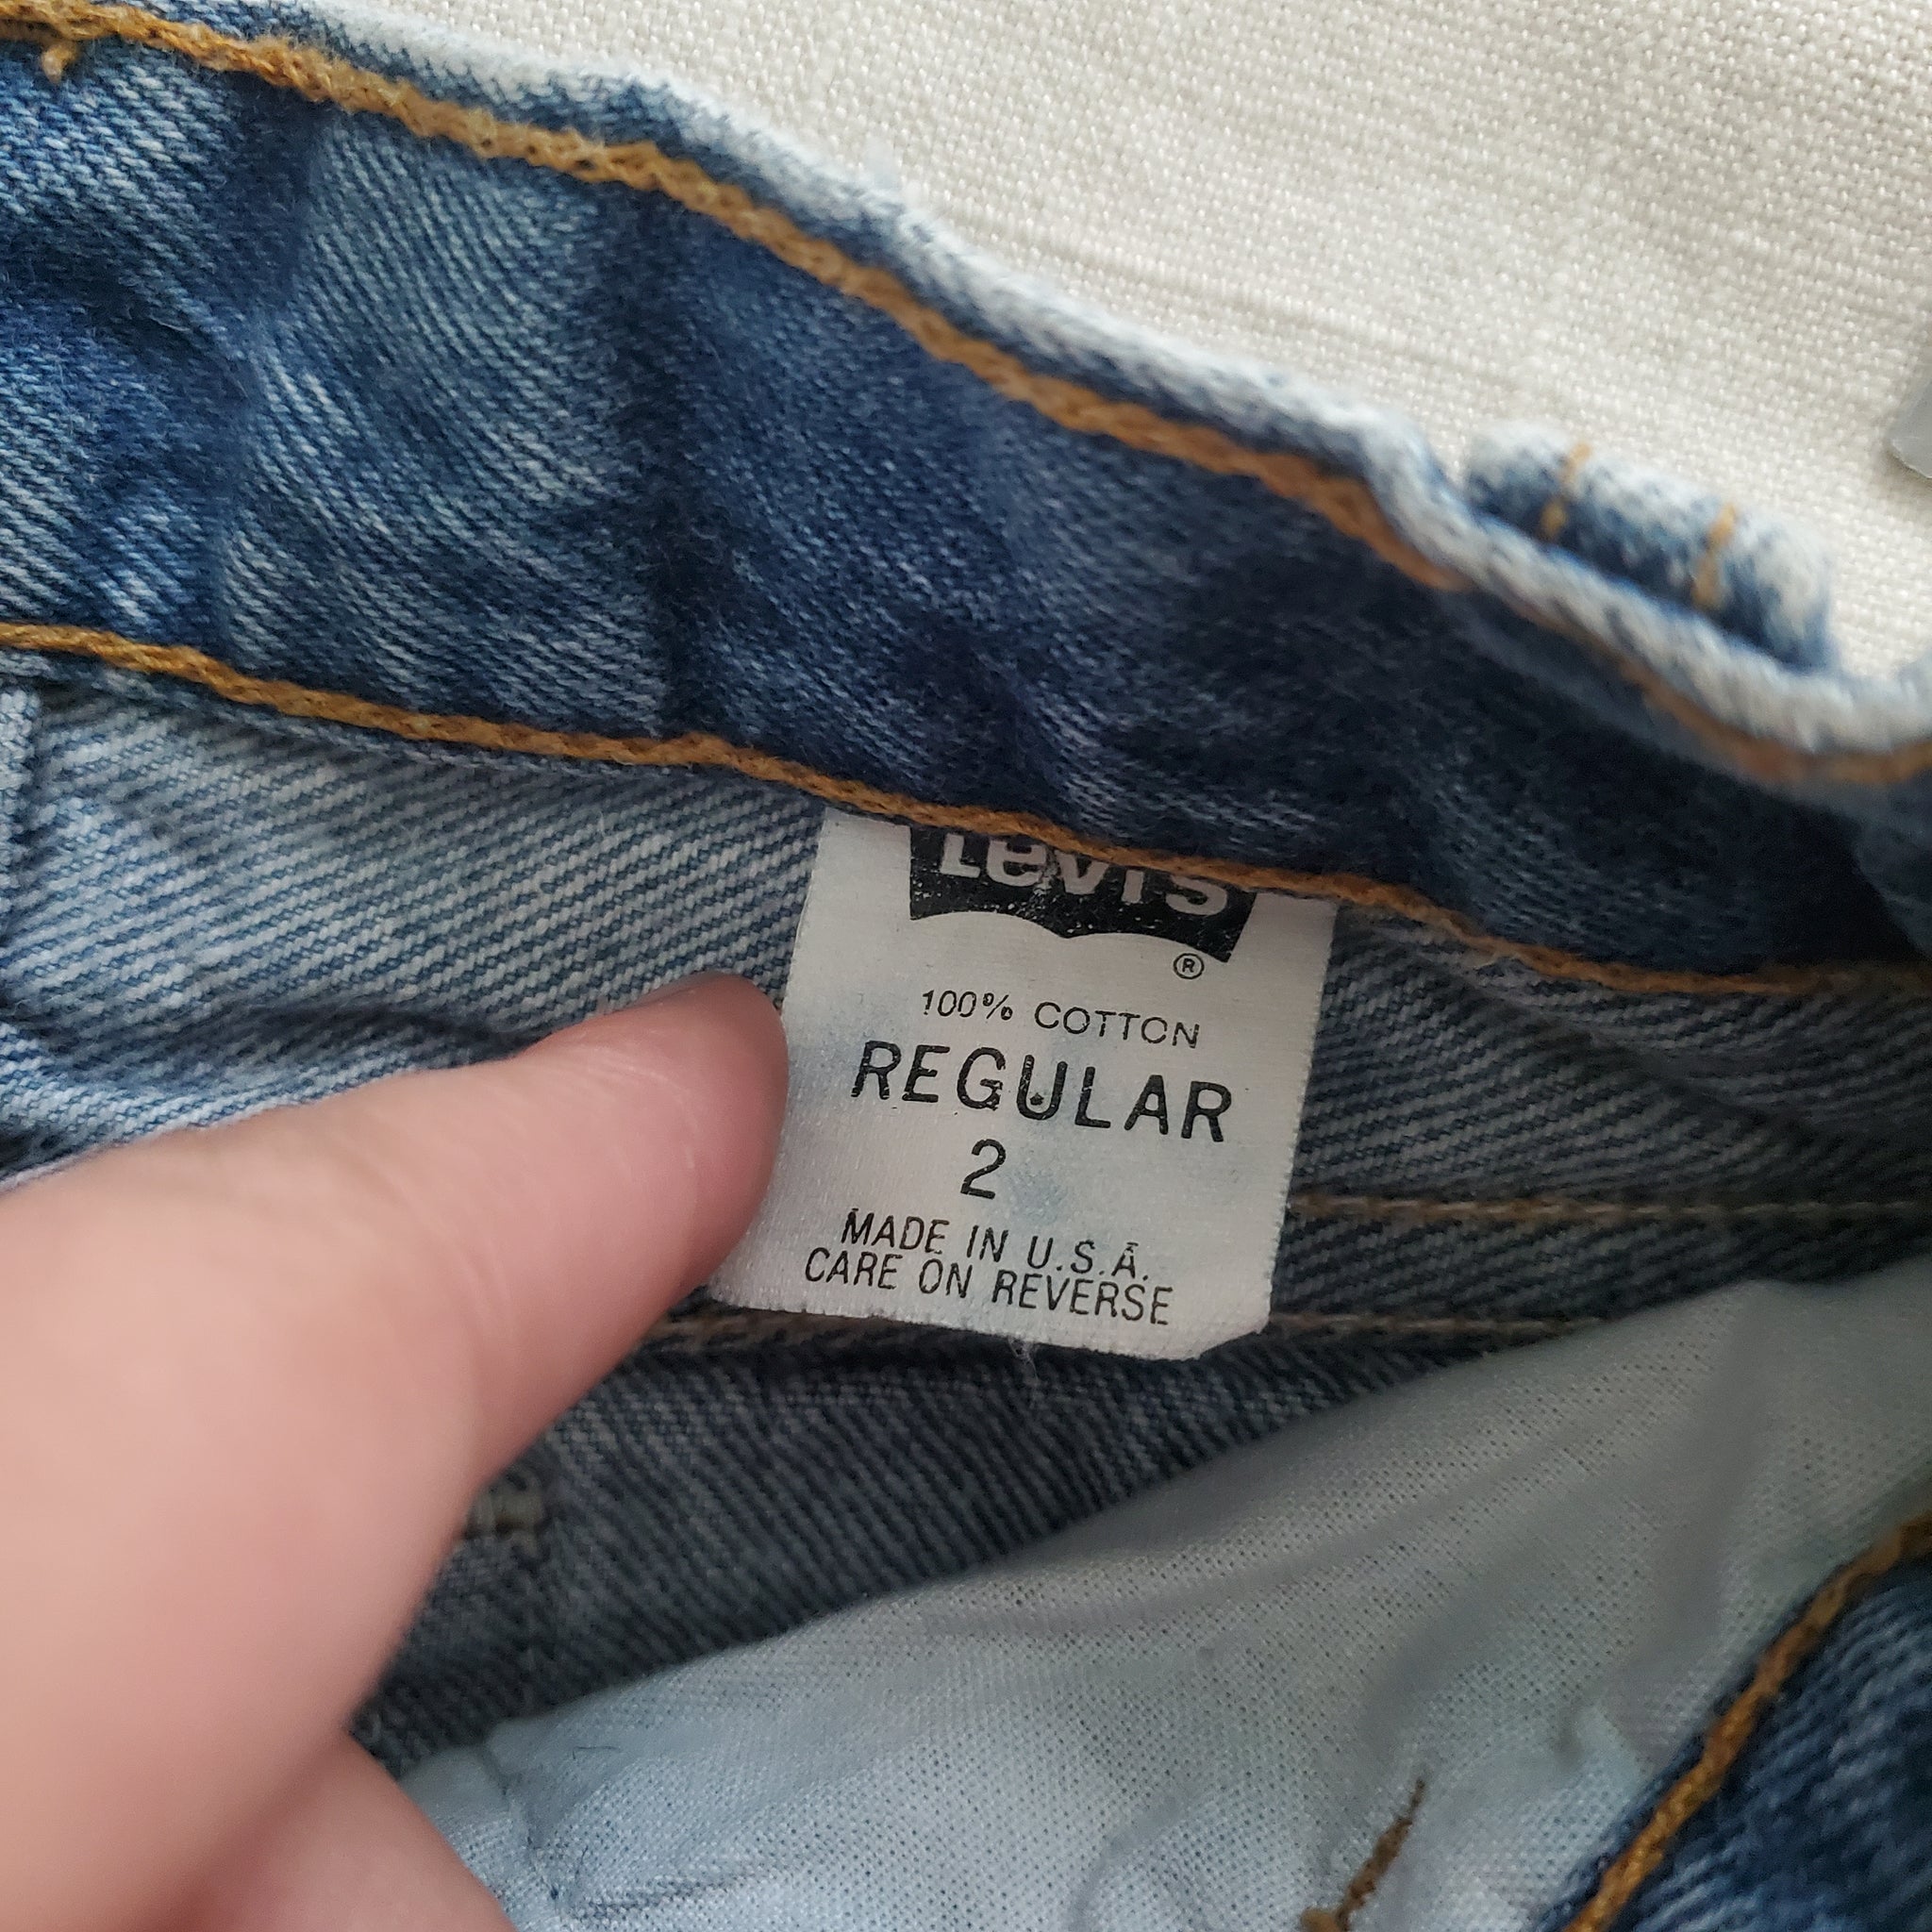 Levi's
®
100% COTTON
REGULAR
2
MADE IN U.S.A.
CARE ON REVERSE